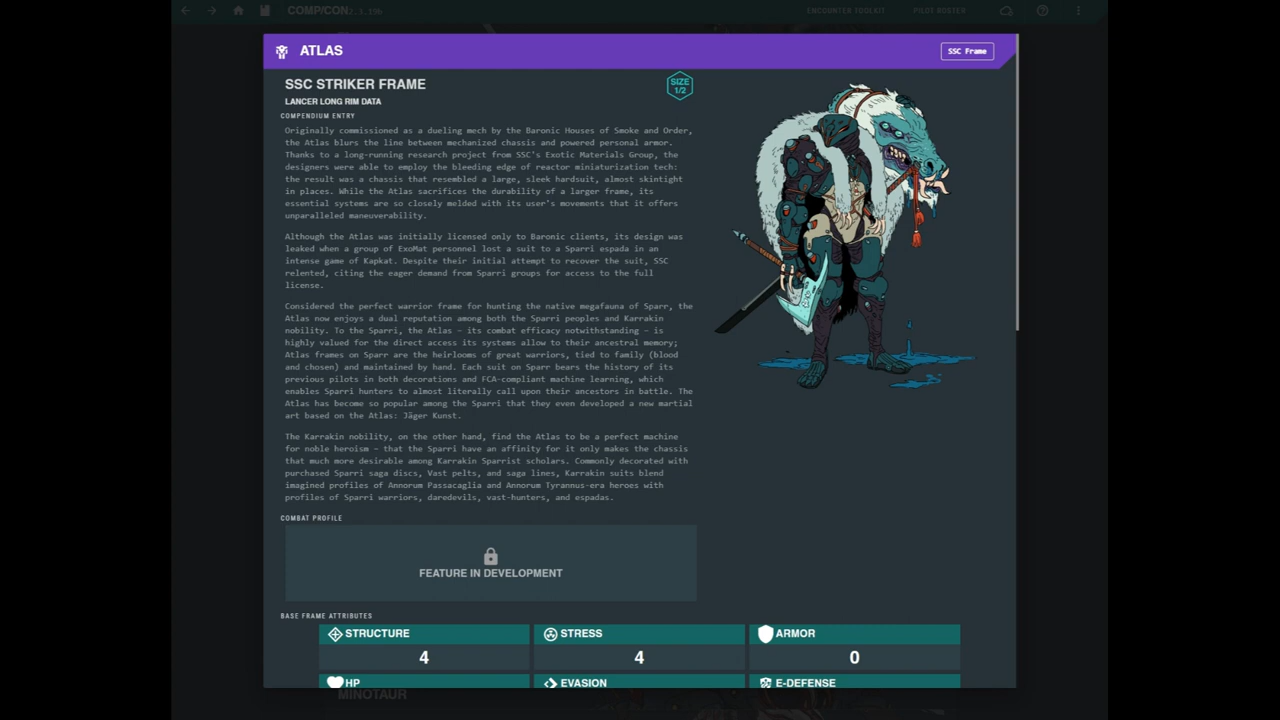 COMP/CON 2.3.35%
ENCOUNTER TOOLKIT
PILOT ROSTER
ATLAS
SSC Frame
SSC STRIKER FRAME
SIZE
1/2
LANCER LONG RIM DATA
COMPENDIUM ENTRY
Originally commissioned as a dueling mech by the Baronic Houses of Smoke and Order,
the Atlas blurs the line between mechanized chassis and powered personal armor.
Thanks to a long-running research project from SSC's Exotic Materials Group, the
designers were able to employ the bleeding edge of reactor miniaturization tech:
the result was a chassis that resembled a large, sleek hardsuit, almost skintight
in places. While the Atlas sacrifices the durability of a larger frame, its
essential systems are so closely melded with its user's movements that it offers
unparalleled maneuverability.
Although the Atlas was initially licensed only to Baronic clients, its design was
leaked when a group of ExoMat personnel lost a suit to a Sparri espada in an
intense game of Kapkat. Despite their initial attempt to recover the suit, SSC
relented, citing the eager demand from Sparri groups for access to the full
license.
Considered the perfect warrior frame for hunting the native megafauna of Sparr, the
Atlas now enjoys a dual reputation among both the Sparri peoples and Karrakin
nobility. To the Sparri, the Atlas – its combat efficacy notwithstanding – is
highly valued for the direct access its systems allow to their ancestral memory;
Atlas frames on Sparr are the heirlooms of great warriors, tied to family (blood
and chosen) and maintained by hand. Each suit on Sparr bears the history of its
previous pilots in both decorations and FCA-compliant machine learning, which
enables Sparri hunters to almost literally call upon their ancestors in battle. The
Atlas has become so popular among the Sparri that they even developed a new martial
art based on the Atlas: Jäger Kunst.
The Karrakin nobility, on the other hand, find the Atlas to be a perfect machine
for noble heroism – that the Sparri have an affinity for it only makes the chassis
that much more desirable among Karrakin Sparrist scholars. Commonly decorated with
purchased Sparri saga discs, Vast pelts, and saga lines, Karrakin suits blend
imagined profiles of Annorum Passacaglia and Annorum Tyrannus-era heroes with
profiles of Sparri warriors, daredevils, vast-hunters, and espadas.
COMBAT PROFILE
FEATURE IN DEVELOPMENT
BASE FRAME ATTRIBUTES
STRUCTURE
STRESS
ARMOR
4
4
0
HP
EVASION
E-DEFENSE
MINOTAUR